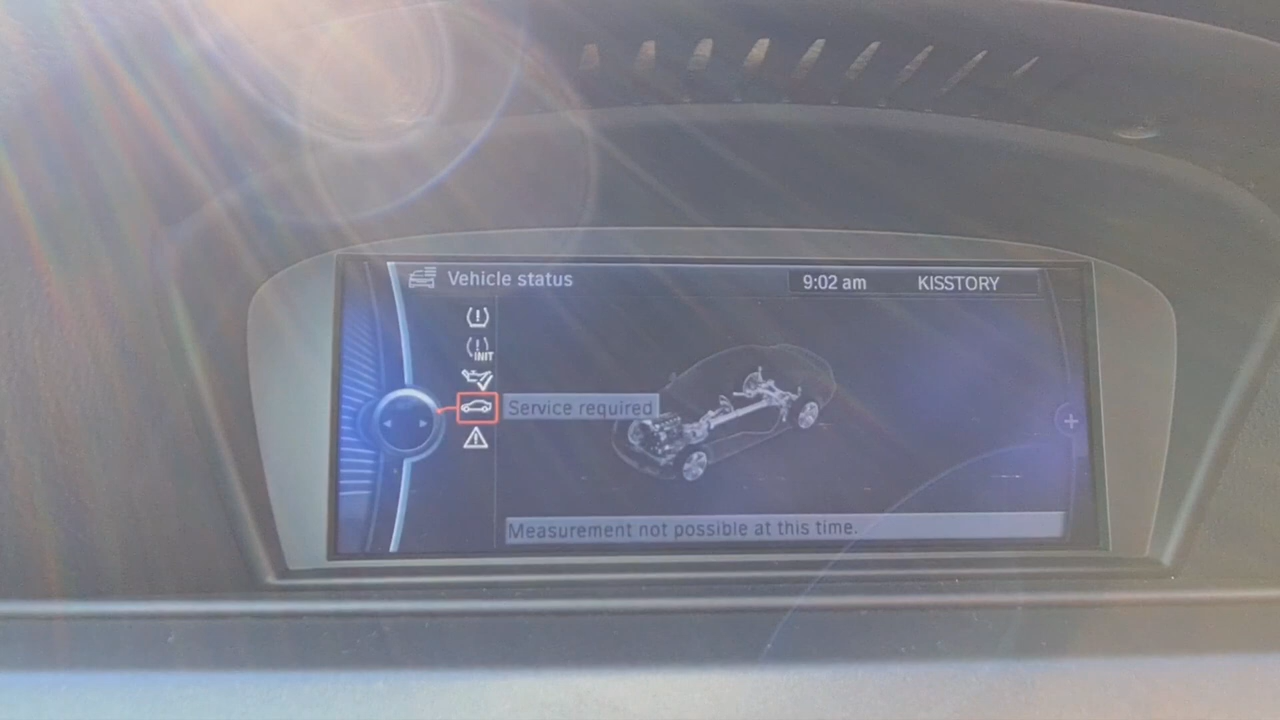 Vehicle status
9:02 am
KISSTORY
INIT
Service required
Measurement not possible at this time.